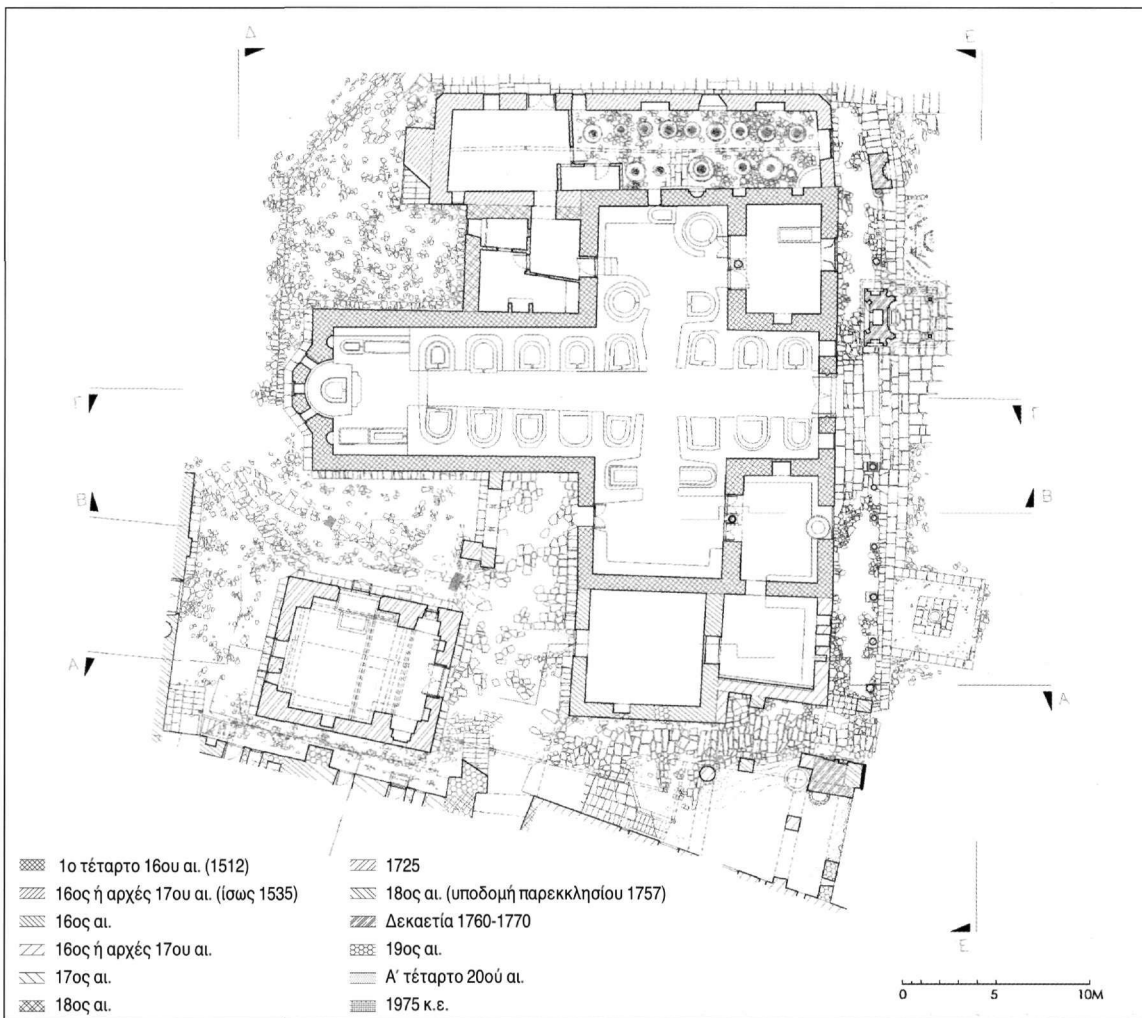 Δ
Ε
Γ
Γ
Β
Β
Α
Α
Ε
1ο τέταρτο 16ου αι. (1512)
16ος ή αρχές 17ου αι. (ίσως 1535)
16ος αι.
16ος ή αρχές 17ου αι.
17ος αι.
18ος αι.
1725
18ος αι. (υποδομή παρεκκλησίου 1757)
Δεκαετία 1760-1770
19ος αι.
Α΄ τέταρτο 20ού αι.
1975 κ.ε.
0 5 10Μ